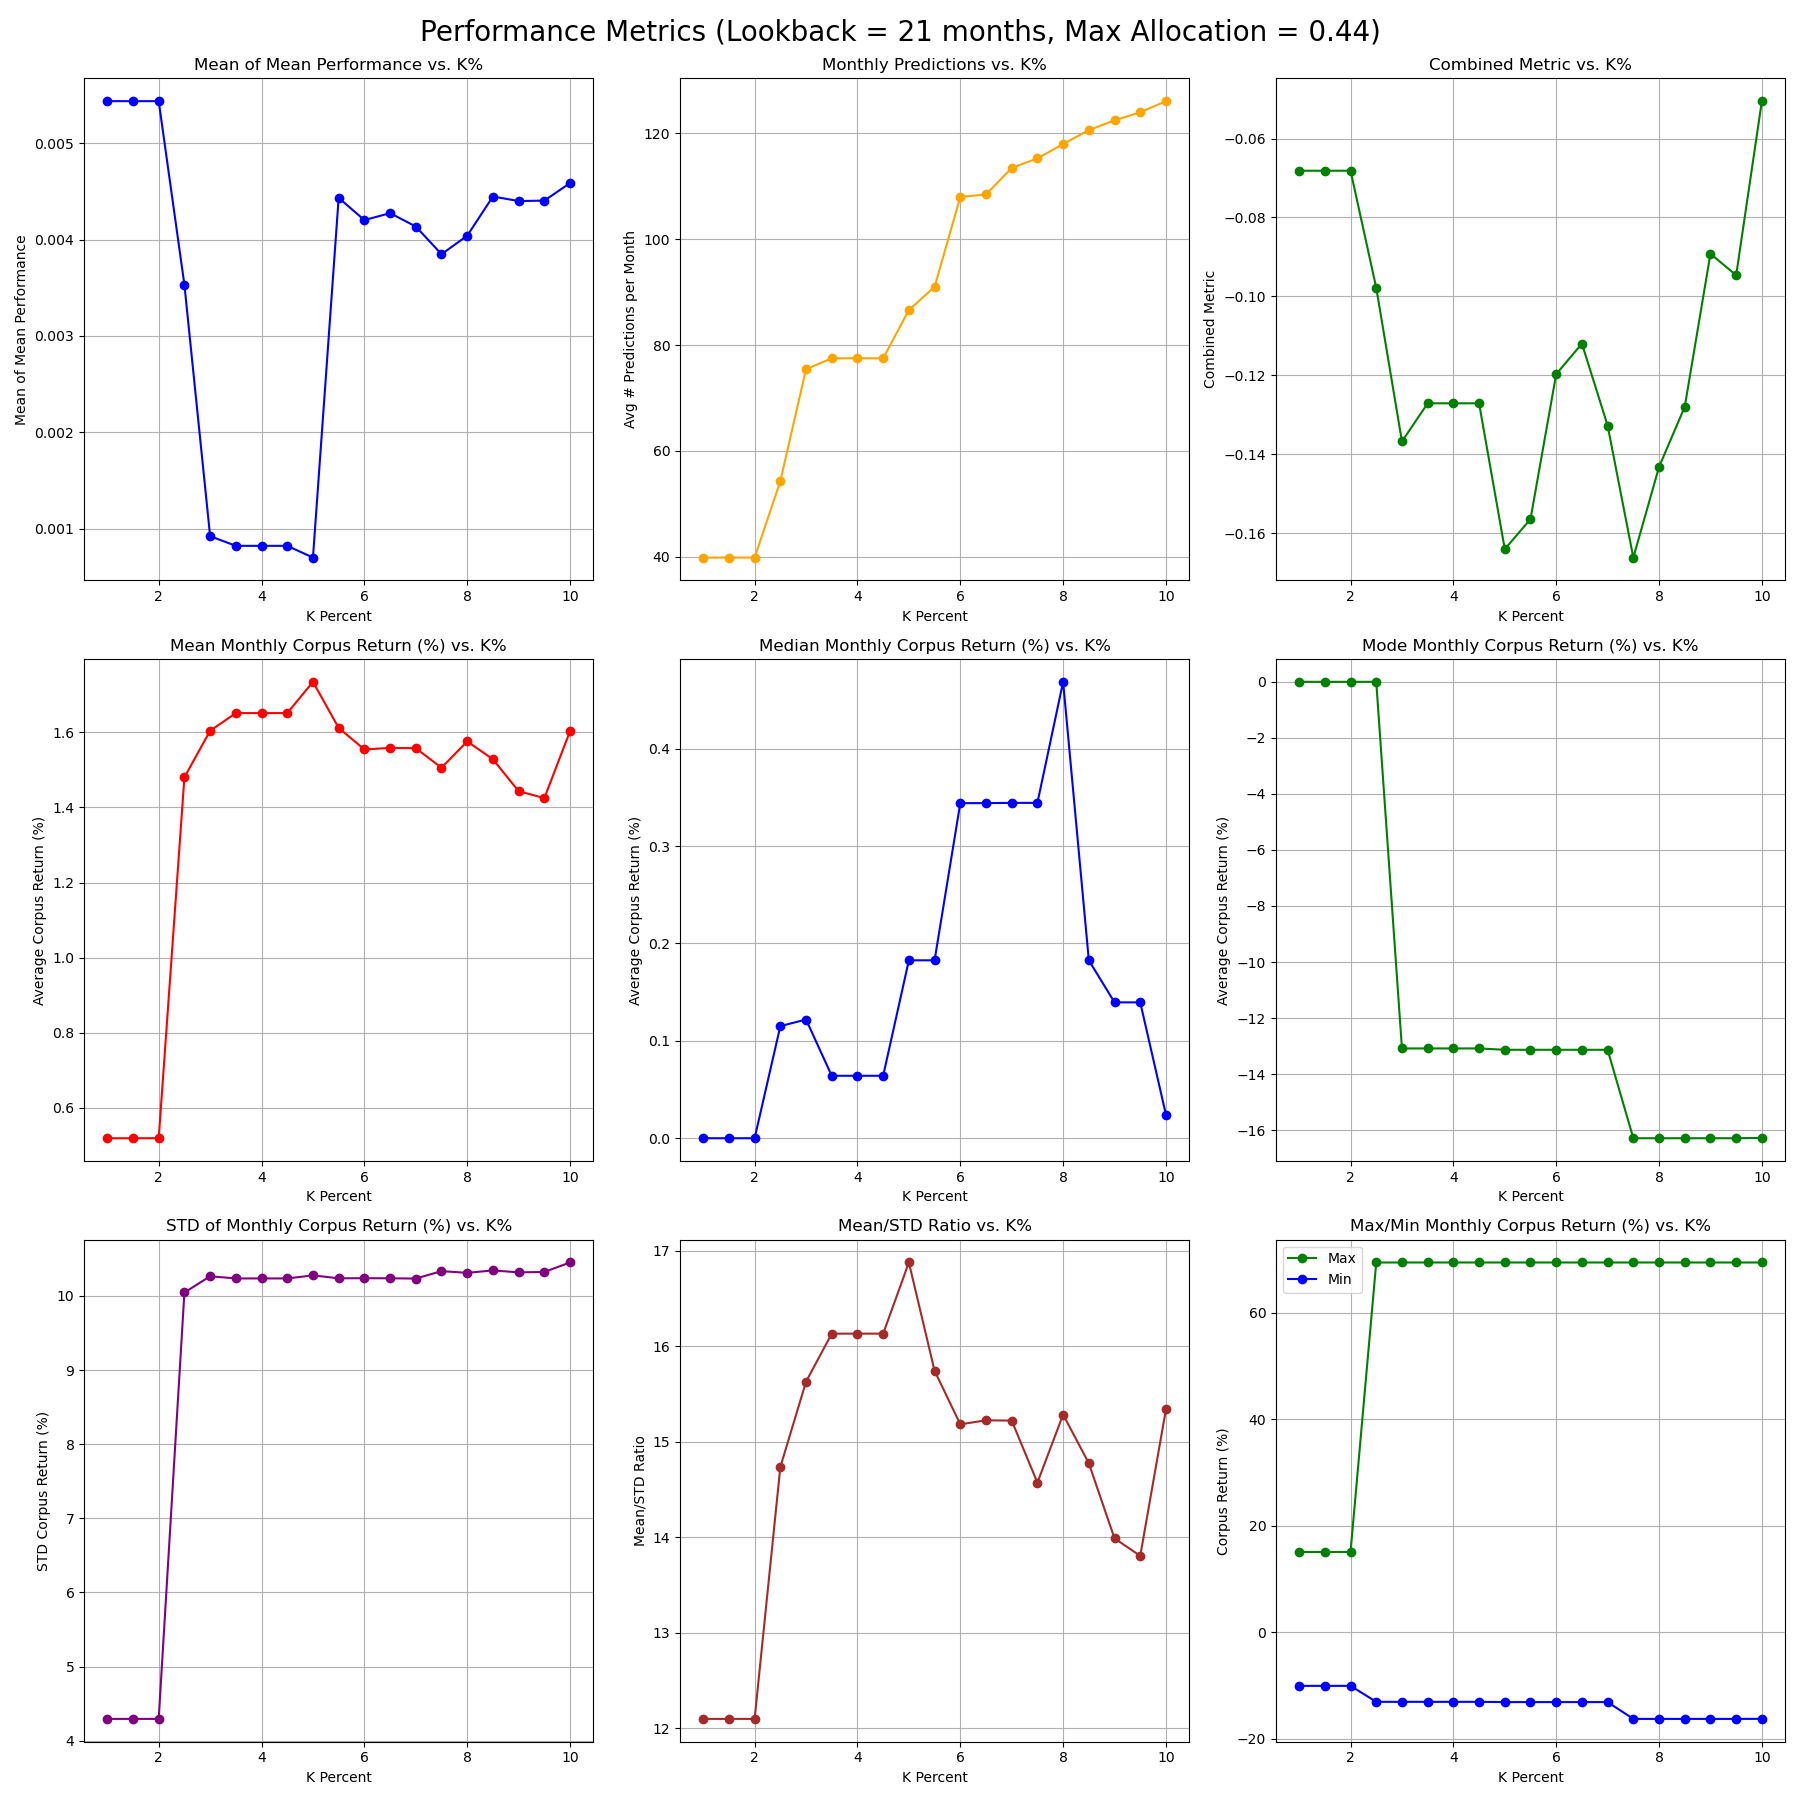 Performance Metrics (Lookback = 21 months, Max Allocation = 0.44)
Mean of Mean Performance vs. K%
Mean of Mean Performance
0.005
0.004
0.003
0.002
0.001
2 4 6 8 10
K Percent
Monthly Predictions vs. K%
Avg # Predictions per Month
120
100
80
60
40
2 4 6 8 10
K Percent
Combined Metric vs. K%
Combined Metric
−0.06
−0.08
−0.10
−0.12
−0.14
−0.16
2 4 6 8 10
K Percent
Mean Monthly Corpus Return (%) vs. K%
Average Corpus Return (%)
1.6
1.4
1.2
1.0
0.8
0.6
2 4 6 8 10
K Percent
Median Monthly Corpus Return (%) vs. K%
Average Corpus Return (%)
0.4
0.3
0.2
0.1
0.0
2 4 6 8 10
K Percent
Mode Monthly Corpus Return (%) vs. K%
Average Corpus Return (%)
0
−2
−4
−6
−8
−10
−12
−14
−16
2 4 6 8 10
K Percent
STD of Monthly Corpus Return (%) vs. K%
STD Corpus Return (%)
10
9
8
7
6
5
4
2 4 6 8 10
K Percent
Mean/STD Ratio vs. K%
Mean/STD Ratio
17
16
15
14
13
12
2 4 6 8 10
K Percent
Max/Min Monthly Corpus Return (%) vs. K%
Max
Min
Corpus Return (%)
60
40
20
0
−20
2 4 6 8 10
K Percent